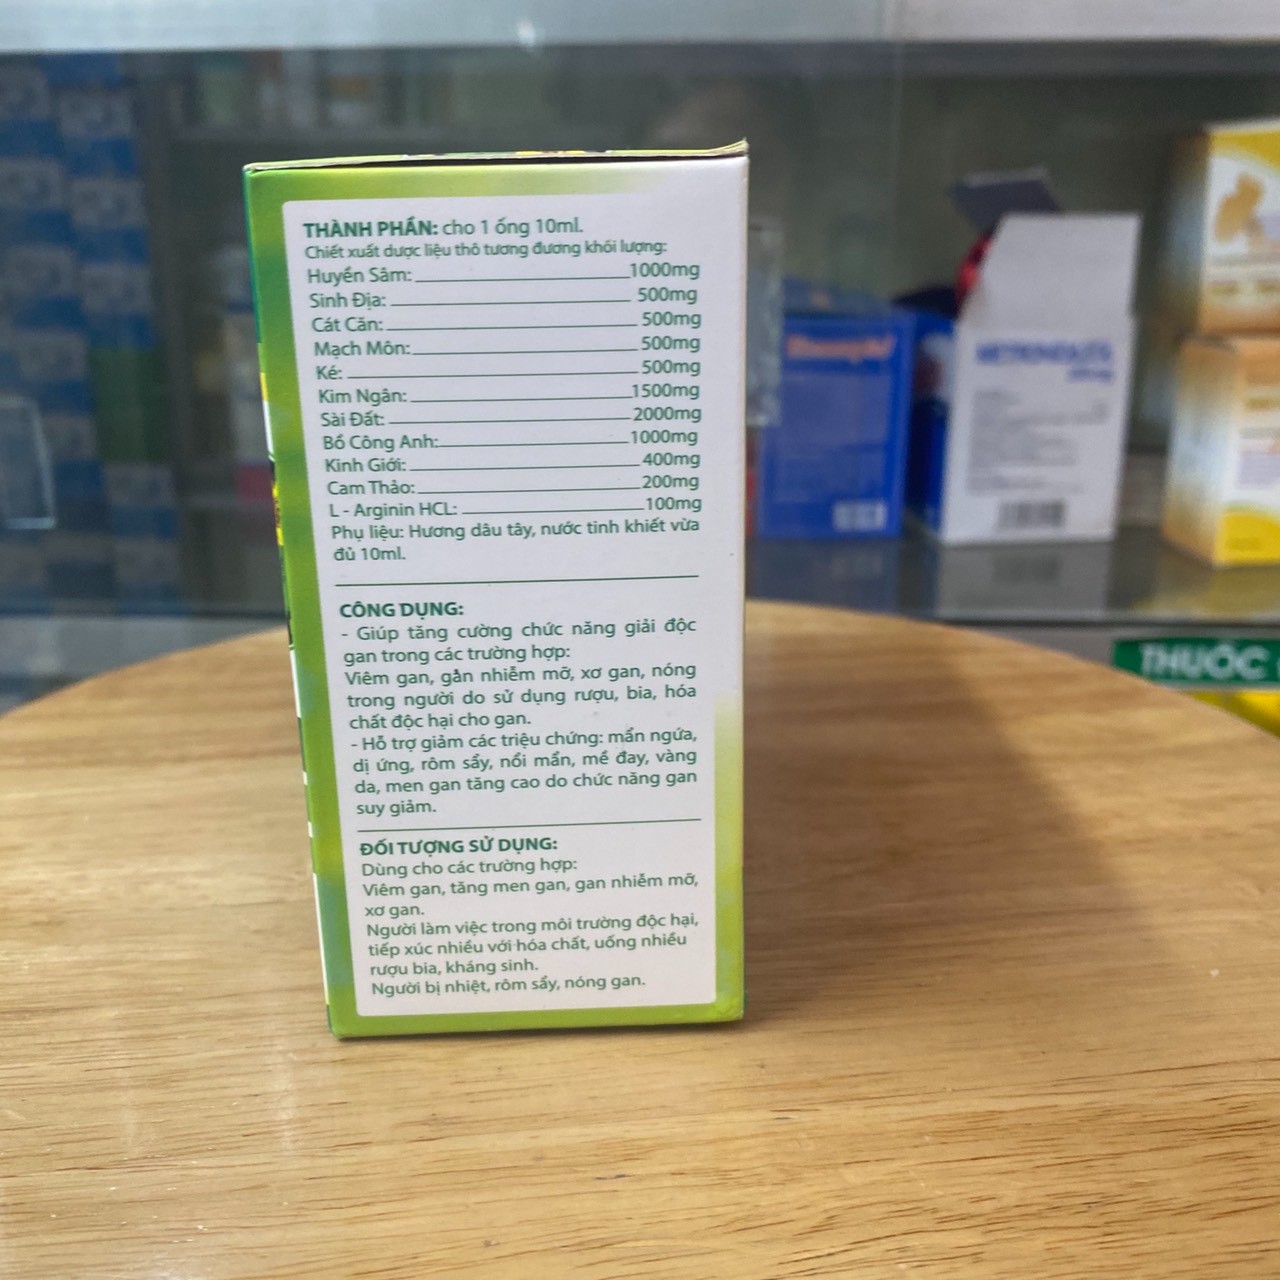 THÀNH PHẦN: cho 1 ống 10ml.
Chiết xuất dược liệu thô tương đương khối lượng:
Huyền Sâm: 1000mg
Sinh Địa: 500mg
Cát Căn: 500mg
Mạch Môn: 500mg
Ké: 500mg
Kim Ngân: 1500mg
Sài Đất: 2000mg
Bồ Công Anh: 1000mg
Kinh Giới: 400mg
Cam Thảo: 200mg
L - Arginin HCL: 100mg
Phụ liệu: Hương dâu tây, nước tinh khiết vừa
đủ 10ml.
CÔNG DỤNG:
- Giúp tăng cường chức năng giải độc
gan trong các trường hợp:
Viêm gan, gân nhiễm mỡ, xơ gan, nóng
trong người do sử dụng rượu, bia, hóa
chất độc hại cho gan.
- Hỗ trợ giảm các triệu chứng: mẩn ngứa,
dị ứng, rôm sẩy, nổi mẩn, mề đay, vàng
da, men gan tăng cao do chức năng gan
suy giảm.
ĐỐI TƯỢNG SỬ DỤNG:
Dùng cho các trường hợp:
Viêm gan, tăng men gan, gan nhiễm mỡ,
xơ gan.
Người làm việc trong môi trường độc hại,
tiếp xúc nhiều với hóa chất, uống nhiều
rượu bia, kháng sinh.
Người bị nhiệt, rôm sẩy, nóng gan.
THUỐC